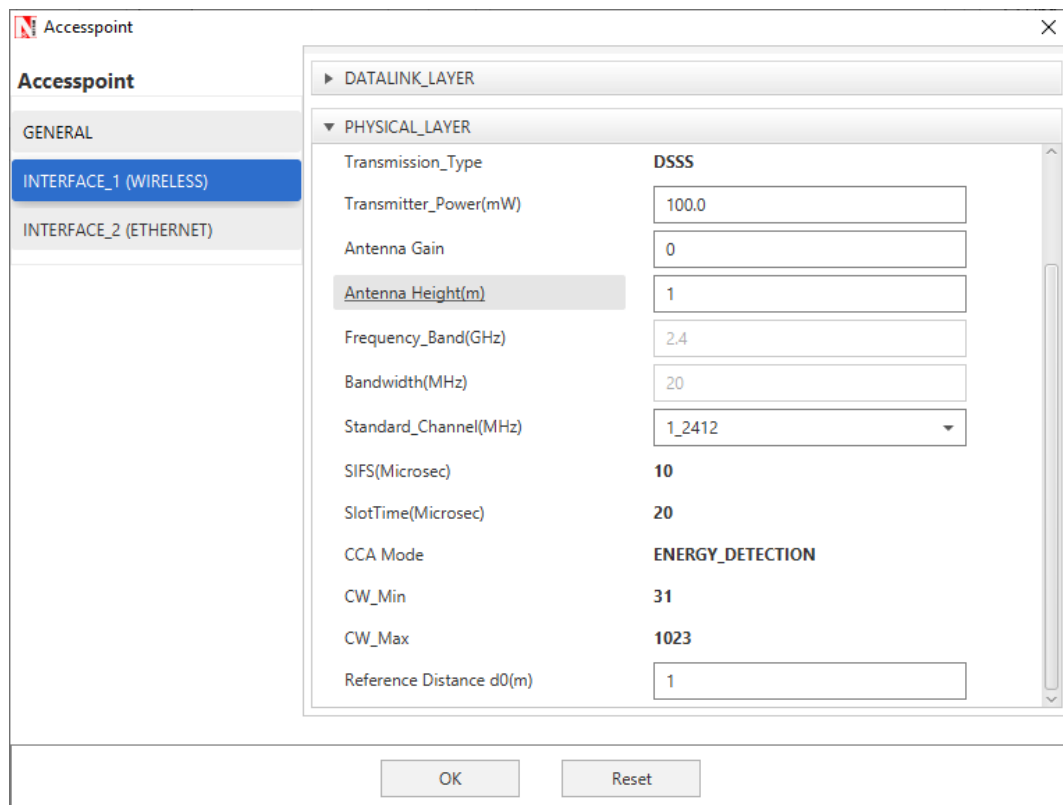 Accesspoint
Accesspoint
GENERAL
INTERFACE_1 (WIRELESS)
INTERFACE_2 (ETHERNET)
DATALINK_LAYER
PHYSICAL_LAYER
Transmission_Type DSSS
Transmitter_Power(mW) 100.0
Antenna Gain 0
Antenna Height(m) 1
Frequency_Band(GHz) 2.4
Bandwidth(MHz) 20
Standard_Channel(MHz) 1_2412
SIFS(Microsec) 10
SlotTime(Microsec) 20
CCA Mode ENERGY_DETECTION
CW_Min 31
CW_Max 1023
Reference Distance d0(m) 1
OK Reset